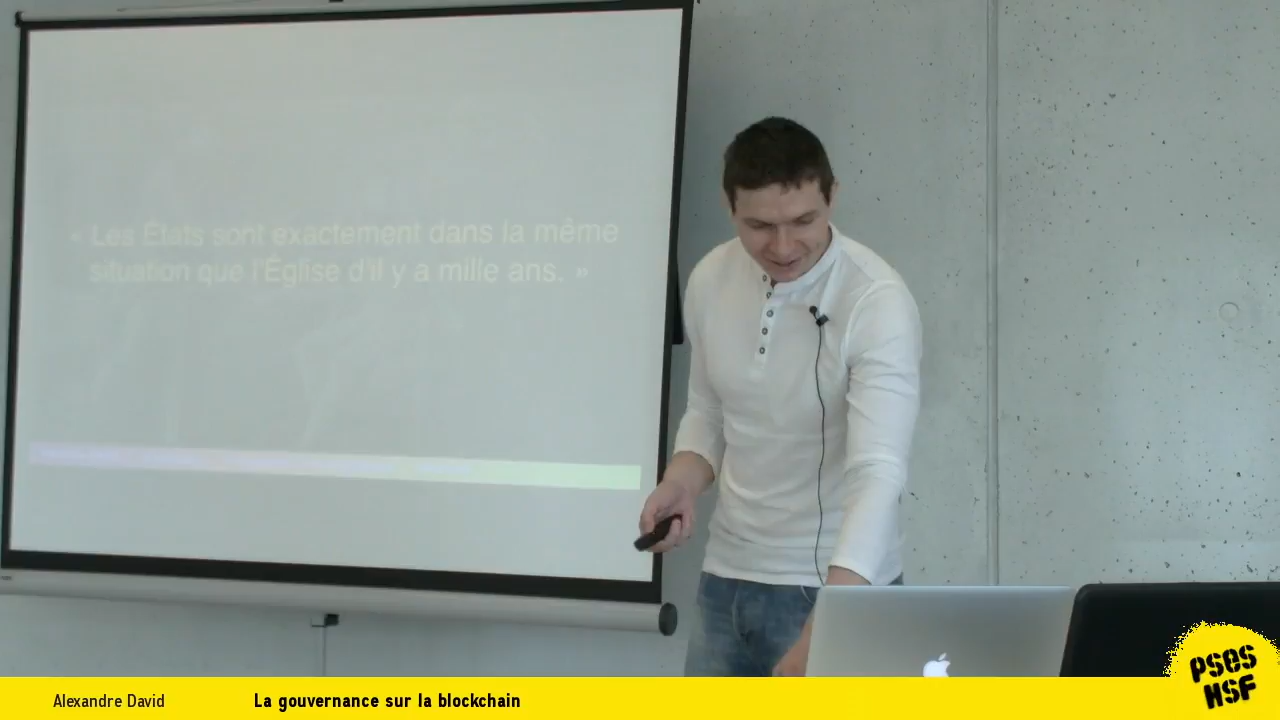 « Les États sont exactement dans la même
situation que l'Église d'il y a mille ans. »
Alexandre David
La gouvernance sur la blockchain
PSES
HSF